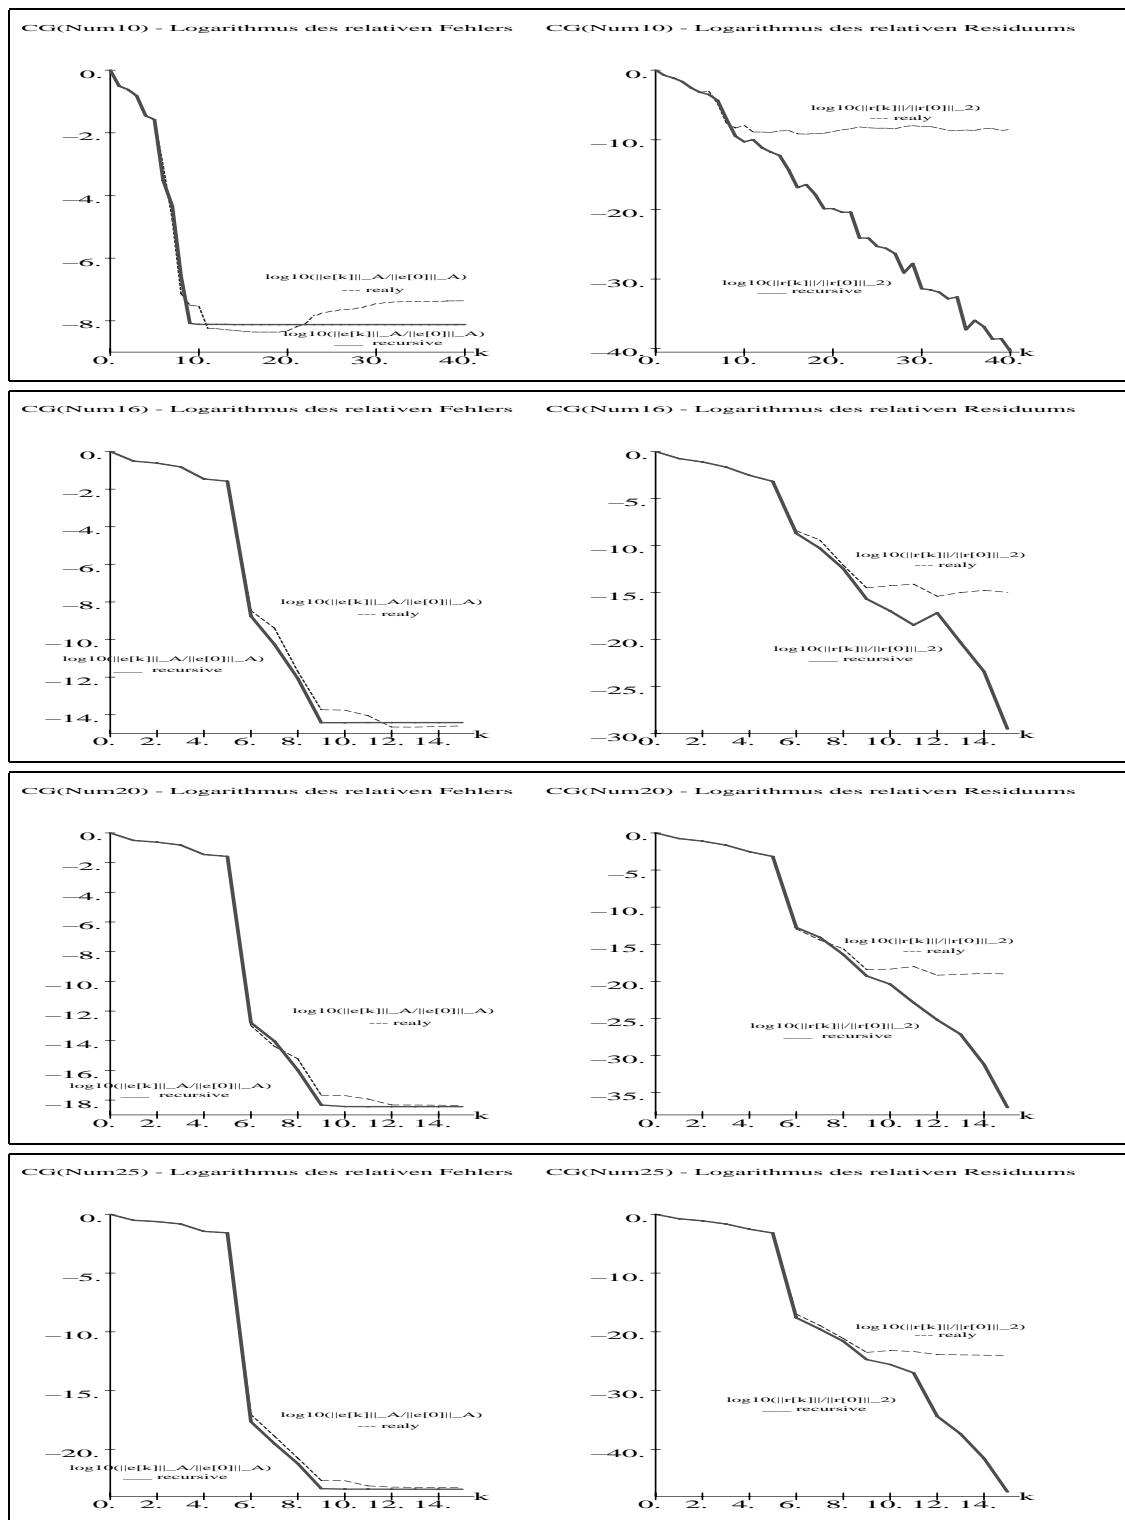 CG(Num10) - Logarithmus des relativen Fehlers
0.
−2.
−4.
−6.
−8.
log10(||e[k]||_A/||e[0]||_A)
--- realy
log10(||e[k]||_A/||e[0]||_A)
___ recursive
0. 10. 20. 30. 40. k
CG(Num10) - Logarithmus des relativen Residuums
0.
−10.
−20.
−30.
−40.
log10(||r[k]||/||r[0]||_2)
--- realy
log10(||r[k]||/||r[0]||_2)
___ recursive
0. 10. 20. 30. 40. k
CG(Num16) - Logarithmus des relativen Fehlers
0.
−2.
−4.
−6.
−8.
−10.
−12.
−14.
log10(||e[k]||_A/||e[0]||_A)
--- realy
log10(||e[k]||_A/||e[0]||_A)
___ recursive
0. 2. 4. 6. 8. 10. 12. 14. k
CG(Num16) - Logarithmus des relativen Residuums
0.
−5.
−10.
−15.
−20.
−25.
−30.
log10(||r[k]||/||r[0]||_2)
--- realy
log10(||r[k]||/||r[0]||_2)
___ recursive
0. 2. 4. 6. 8. 10. 12. 14. k
CG(Num20) - Logarithmus des relativen Fehlers
0.
−2.
−4.
−6.
−8.
−10.
−12.
−14.
−16.
−18.
log10(||e[k]||_A/||e[0]||_A)
--- realy
log10(||e[k]||_A/||e[0]||_A)
___ recursive
0. 2. 4. 6. 8. 10. 12. 14. k
CG(Num20) - Logarithmus des relativen Residuums
0.
−5.
−10.
−15.
−20.
−25.
−30.
−35.
log10(||r[k]||/||r[0]||_2)
--- realy
log10(||r[k]||/||r[0]||_2)
___ recursive
0. 2. 4. 6. 8. 10. 12. 14. k
CG(Num25) - Logarithmus des relativen Fehlers
0.
−5.
−10.
−15.
−20.
log10(||e[k]||_A/||e[0]||_A)
--- realy
log10(||e[k]||_A/||e[0]||_A)
___ recursive
0. 2. 4. 6. 8. 10. 12. 14. k
CG(Num25) - Logarithmus des relativen Residuums
0.
−10.
−20.
−30.
−40.
log10(||r[k]||/||r[0]||_2)
--- realy
log10(||r[k]||/||r[0]||_2)
___ recursive
0. 2. 4. 6. 8. 10. 12. 14. k